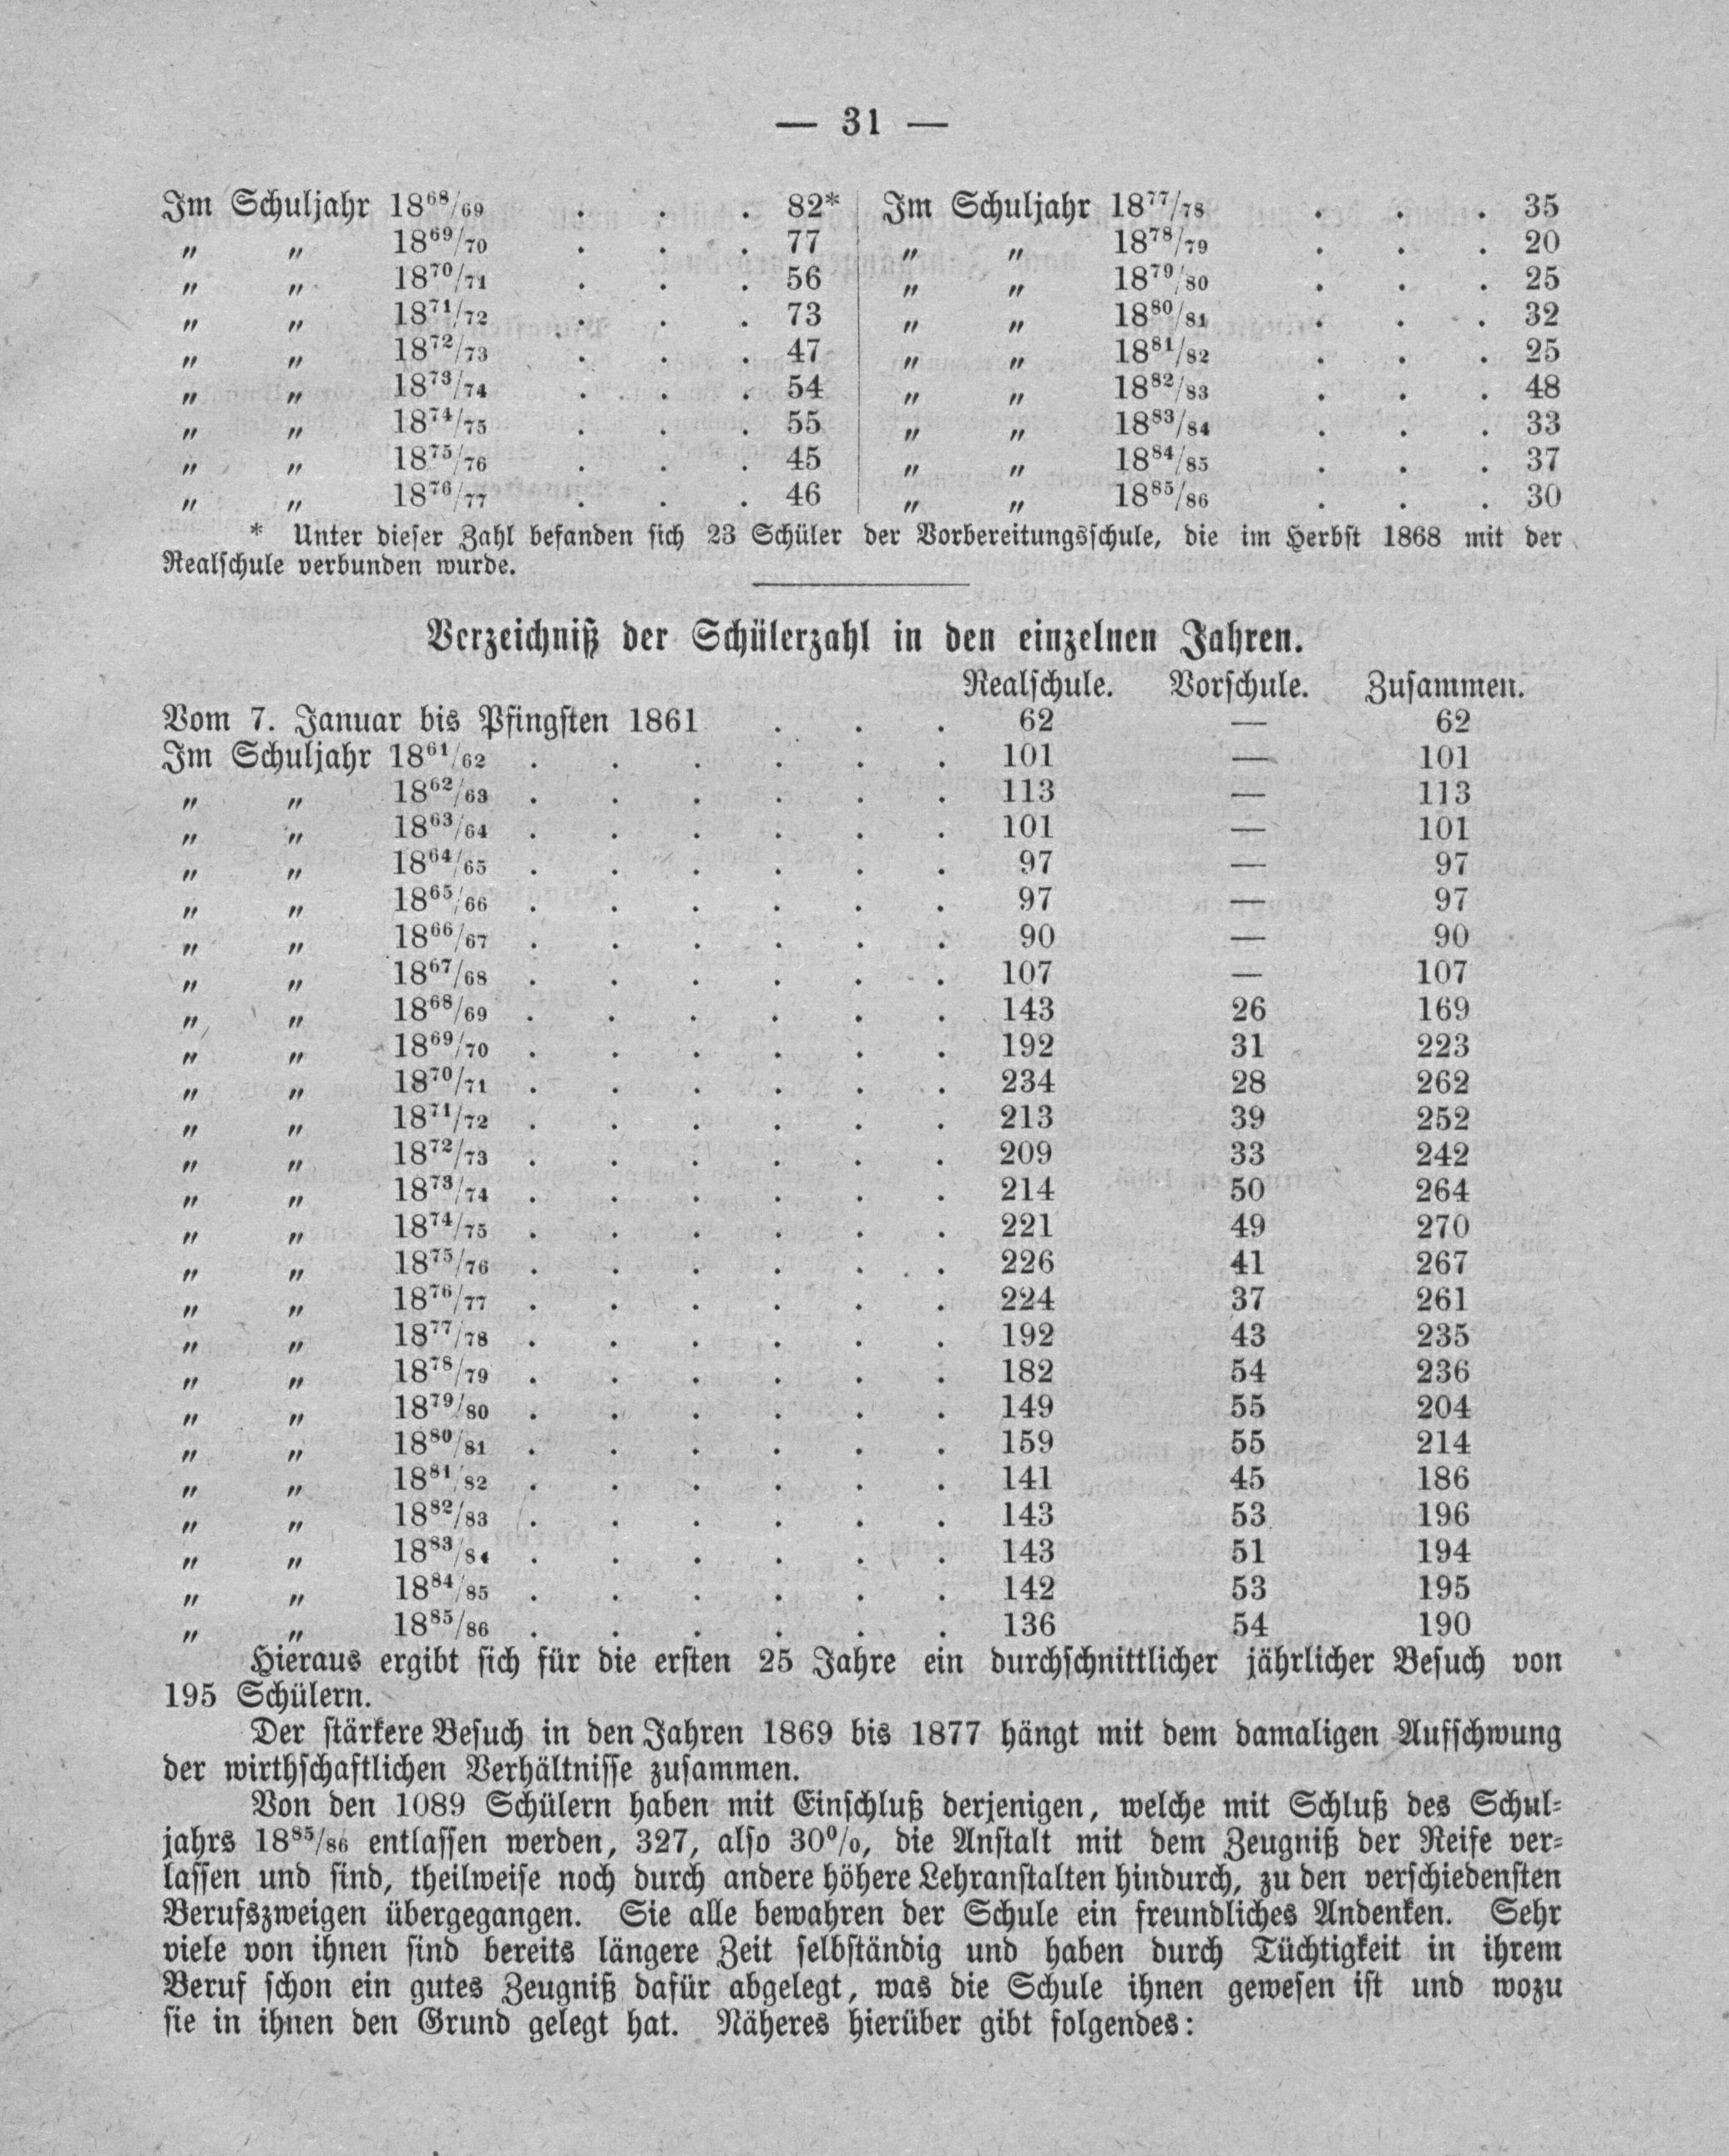 — 31 —
Im Schuljahr 18⁶⁸/₆₉ . . . 82* Im Schuljahr 18⁷⁷/₇₈ . . . 35
„ „ 18⁶⁹/₇₀ . . . 77 „ „ 18⁷⁸/₇₉ . . . 20
„ „ 18⁷⁰/₇₁ . . . 56 „ „ 18⁷⁹/₈₀ . . . 25
„ „ 18⁷¹/₇₂ . . . 73 „ „ 18⁸⁰/₈₁ . . . 32
„ „ 18⁷²/₇₃ . . . 47 „ „ 18⁸¹/₈₂ . . . 25
„ „ 18⁷³/₇₄ . . . 54 „ „ 18⁸²/₈₃ . . . 48
„ „ 18⁷⁴/₇₅ . . . 55 „ „ 18⁸³/₈₄ . . . 33
„ „ 18⁷⁵/₇₆ . . . 45 „ „ 18⁸⁴/₈₅ . . . 37
„ „ 18⁷⁶/₇₇ . . . 46 „ „ 18⁸⁵/₈₆ . . . 30
* Unter dieser Zahl befanden sich 23 Schüler der Vorbereitungsschule, die im Herbst 1868 mit der
Realschule verbunden wurde.
Verzeichniß der Schülerzahl in den einzelnen Jahren.
Realschule. Vorschule. Zusammen.
Vom 7. Januar bis Pfingsten 1861 . . . 62 — 62
Im Schuljahr 18⁶¹/₆₂ . . . . . . 101 — 101
„ „ 18⁶²/₆₃ . . . . . . 113 — 113
„ „ 18⁶³/₆₄ . . . . . . 101 — 101
„ „ 18⁶⁴/₆₅ . . . . . . 97 — 97
„ „ 18⁶⁵/₆₆ . . . . . . 97 — 97
„ „ 18⁶⁶/₆₇ . . . . . . 90 — 90
„ „ 18⁶⁷/₆₈ . . . . . . 107 — 107
„ „ 18⁶⁸/₆₉ . . . . . . 143 26 169
„ „ 18⁶⁹/₇₀ . . . . . . 192 31 223
„ „ 18⁷⁰/₇₁ . . . . . . 234 28 262
„ „ 18⁷¹/₇₂ . . . . . . 213 39 252
„ „ 18⁷²/₇₃ . . . . . . 209 33 242
„ „ 18⁷³/₇₄ . . . . . . 214 50 264
„ „ 18⁷⁴/₇₅ . . . . . . 221 49 270
„ „ 18⁷⁵/₇₆ . . . . . . 226 41 267
„ „ 18⁷⁶/₇₇ . . . . . . 224 37 261
„ „ 18⁷⁷/₇₈ . . . . . . 192 43 235
„ „ 18⁷⁸/₇₉ . . . . . . 182 54 236
„ „ 18⁷⁹/₈₀ . . . . . . 149 55 204
„ „ 18⁸⁰/₈₁ . . . . . . 159 55 214
„ „ 18⁸¹/₈₂ . . . . . . 141 45 186
„ „ 18⁸²/₈₃ . . . . . . 143 53 196
„ „ 18⁸³/₈₄ . . . . . . 143 51 194
„ „ 18⁸⁴/₈₅ . . . . . . 142 53 195
„ „ 18⁸⁵/₈₆ . . . . . . 136 54 190
Hieraus ergibt sich für die ersten 25 Jahre ein durchschnittlicher jährlicher Besuch von
195 Schülern.
Der stärkere Besuch in den Jahren 1869 bis 1877 hängt mit dem damaligen Aufschwung
der wirthschaftlichen Verhältnisse zusammen.
Von den 1089 Schülern haben mit Einschluß derjenigen, welche mit Schluß des Schul-
jahrs 18⁸⁵/₈₆ entlassen werden, 327, also 30%, die Anstalt mit dem Zeugniß der Reife ver-
lassen und sind, theilweise noch durch andere höhere Lehranstalten hindurch, zu den verschiedensten
Berufszweigen übergegangen. Sie alle bewahren der Schule ein freundliches Andenken. Sehr
viele von ihnen sind bereits längere Zeit selbständig und haben durch Tüchtigkeit in ihrem
Beruf schon ein gutes Zeugniß dafür abgelegt, was die Schule ihnen gewesen ist und wozu
sie in ihnen den Grund gelegt hat. Näheres hierüber gibt folgendes: